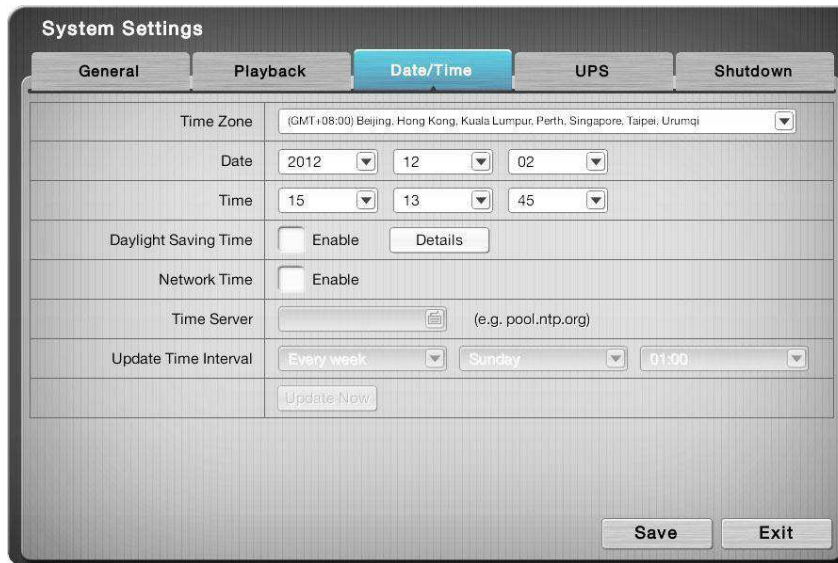 System Settings
General Playback Date/Time UPS Shutdown
Time Zone (GMT+08:00) Beijing, Hong Kong, Kuala Lumpur, Perth, Singapore, Taipei, Urumqi
Date 2012 12 02
Time 15 13 45
Daylight Saving Time Enable Details
Network Time Enable
Time Server (e.g. pool.ntp.org)
Update Time Interval Every week Sunday 01:00
Update Now
Save Exit